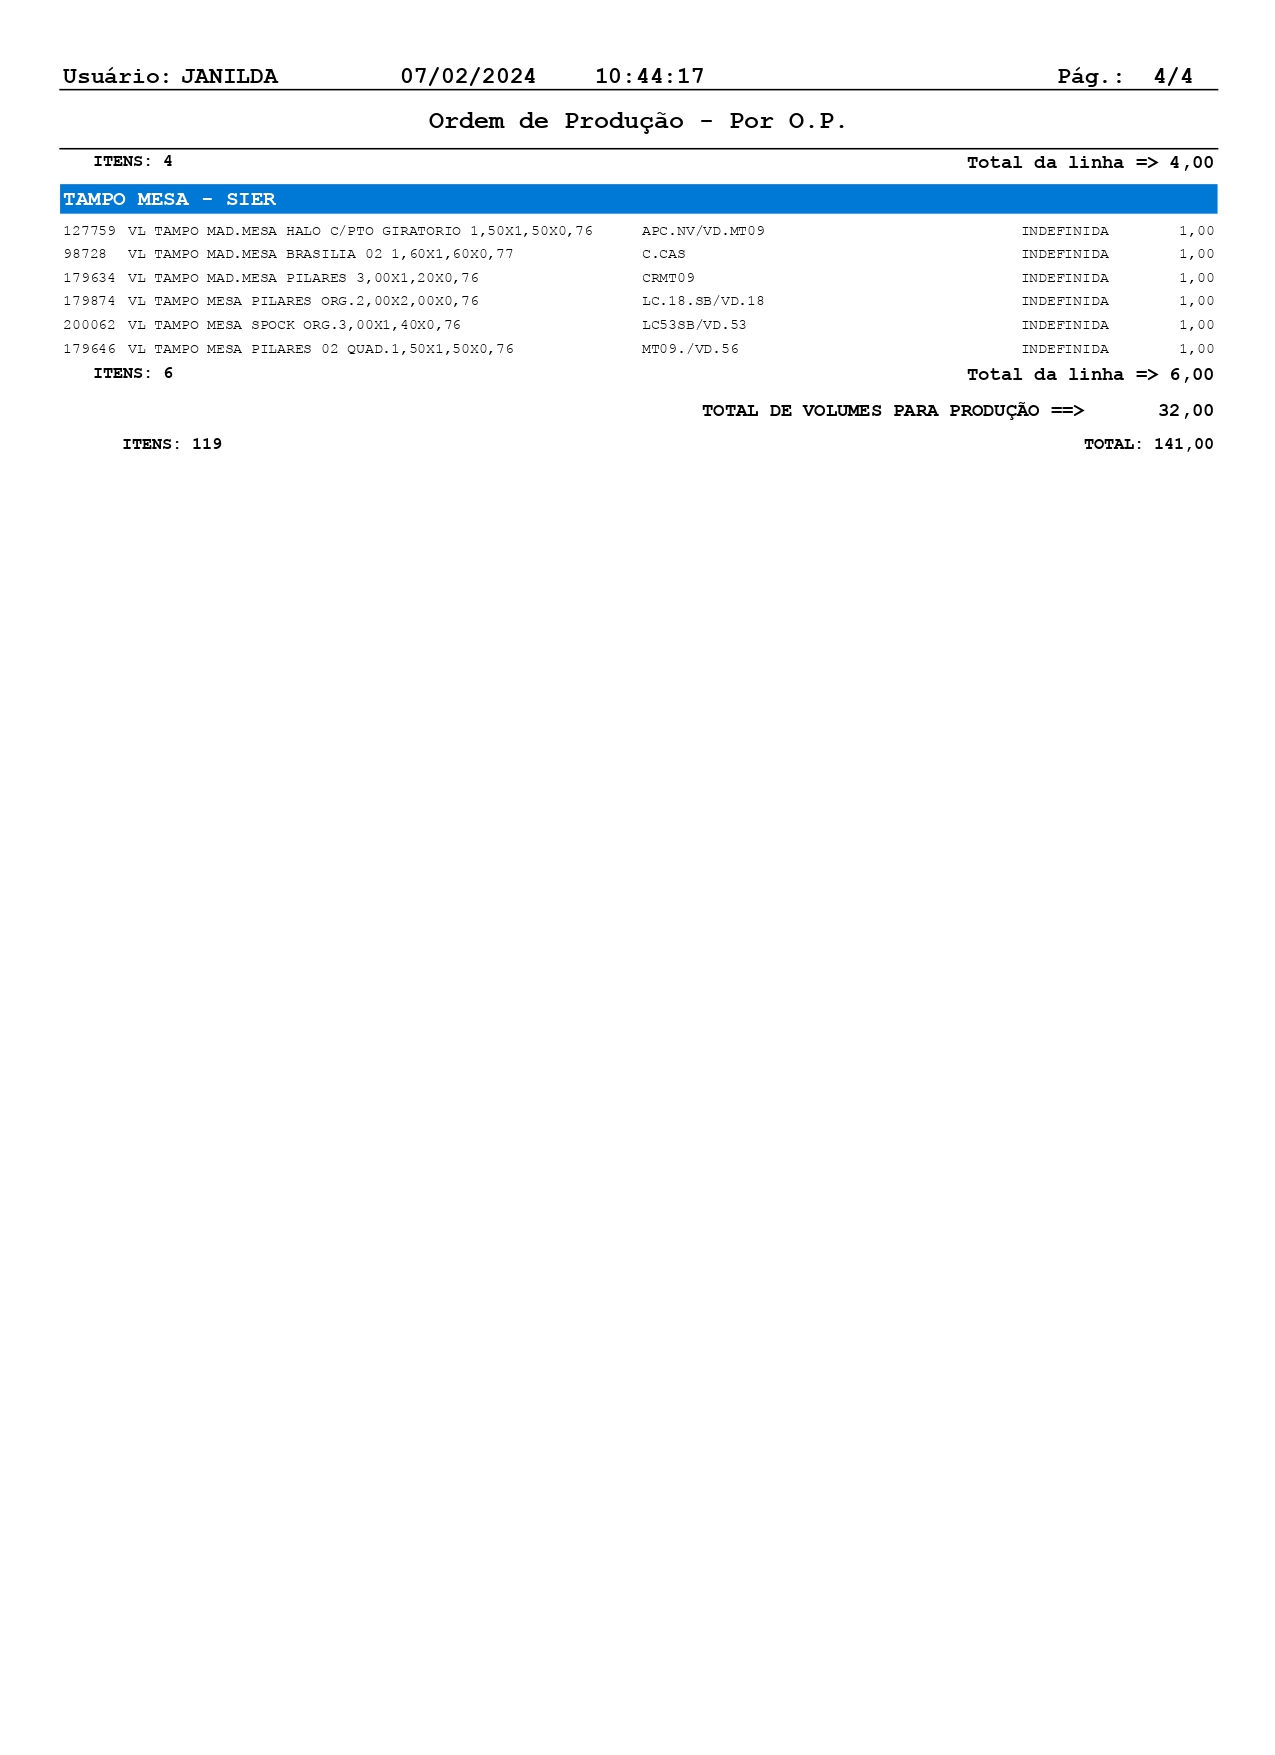 Usuário: JANILDA 07/02/2024 10:44:17 Pág.: 4/4
Ordem de Produção - Por O.P.
ITENS: 4 Total da linha => 4,00
TAMPO MESA - SIER
127759 VL TAMPO MAD.MESA HALO C/PTO GIRATORIO 1,50X1,50X0,76 APC.NV/VD.MT09 INDEFINIDA 1,00
98728 VL TAMPO MAD.MESA BRASILIA 02 1,60X1,60X0,77 C.CAS INDEFINIDA 1,00
179634 VL TAMPO MAD.MESA PILARES 3,00X1,20X0,76 CRMT09 INDEFINIDA 1,00
179874 VL TAMPO MESA PILARES ORG.2,00X2,00X0,76 LC.18.SB/VD.18 INDEFINIDA 1,00
200062 VL TAMPO MESA SPOCK ORG.3,00X1,40X0,76 LC53SB/VD.53 INDEFINIDA 1,00
179646 VL TAMPO MESA PILARES 02 QUAD.1,50X1,50X0,76 MT09./VD.56 INDEFINIDA 1,00
ITENS: 6 Total da linha => 6,00
TOTAL DE VOLUMES PARA PRODUÇÃO ==> 32,00
ITENS: 119 TOTAL: 141,00